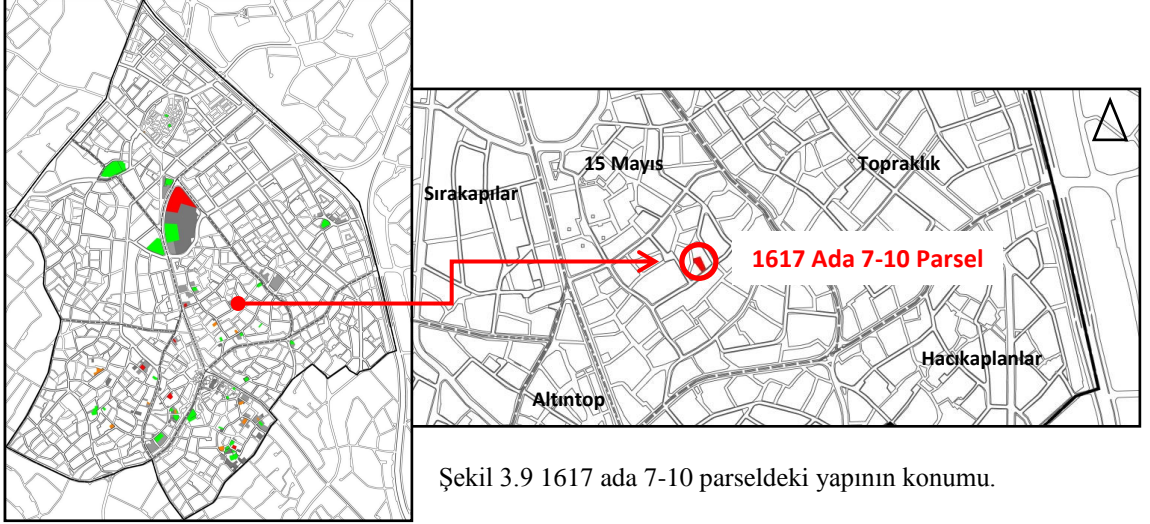 15 Mayıs
Topraklık
Sırakapılar
1617 Ada 7-10 Parsel
Hacıkaplanlar
Altıntop
Şekil 3.9 1617 ada 7-10 parseldeki yapının konumu.